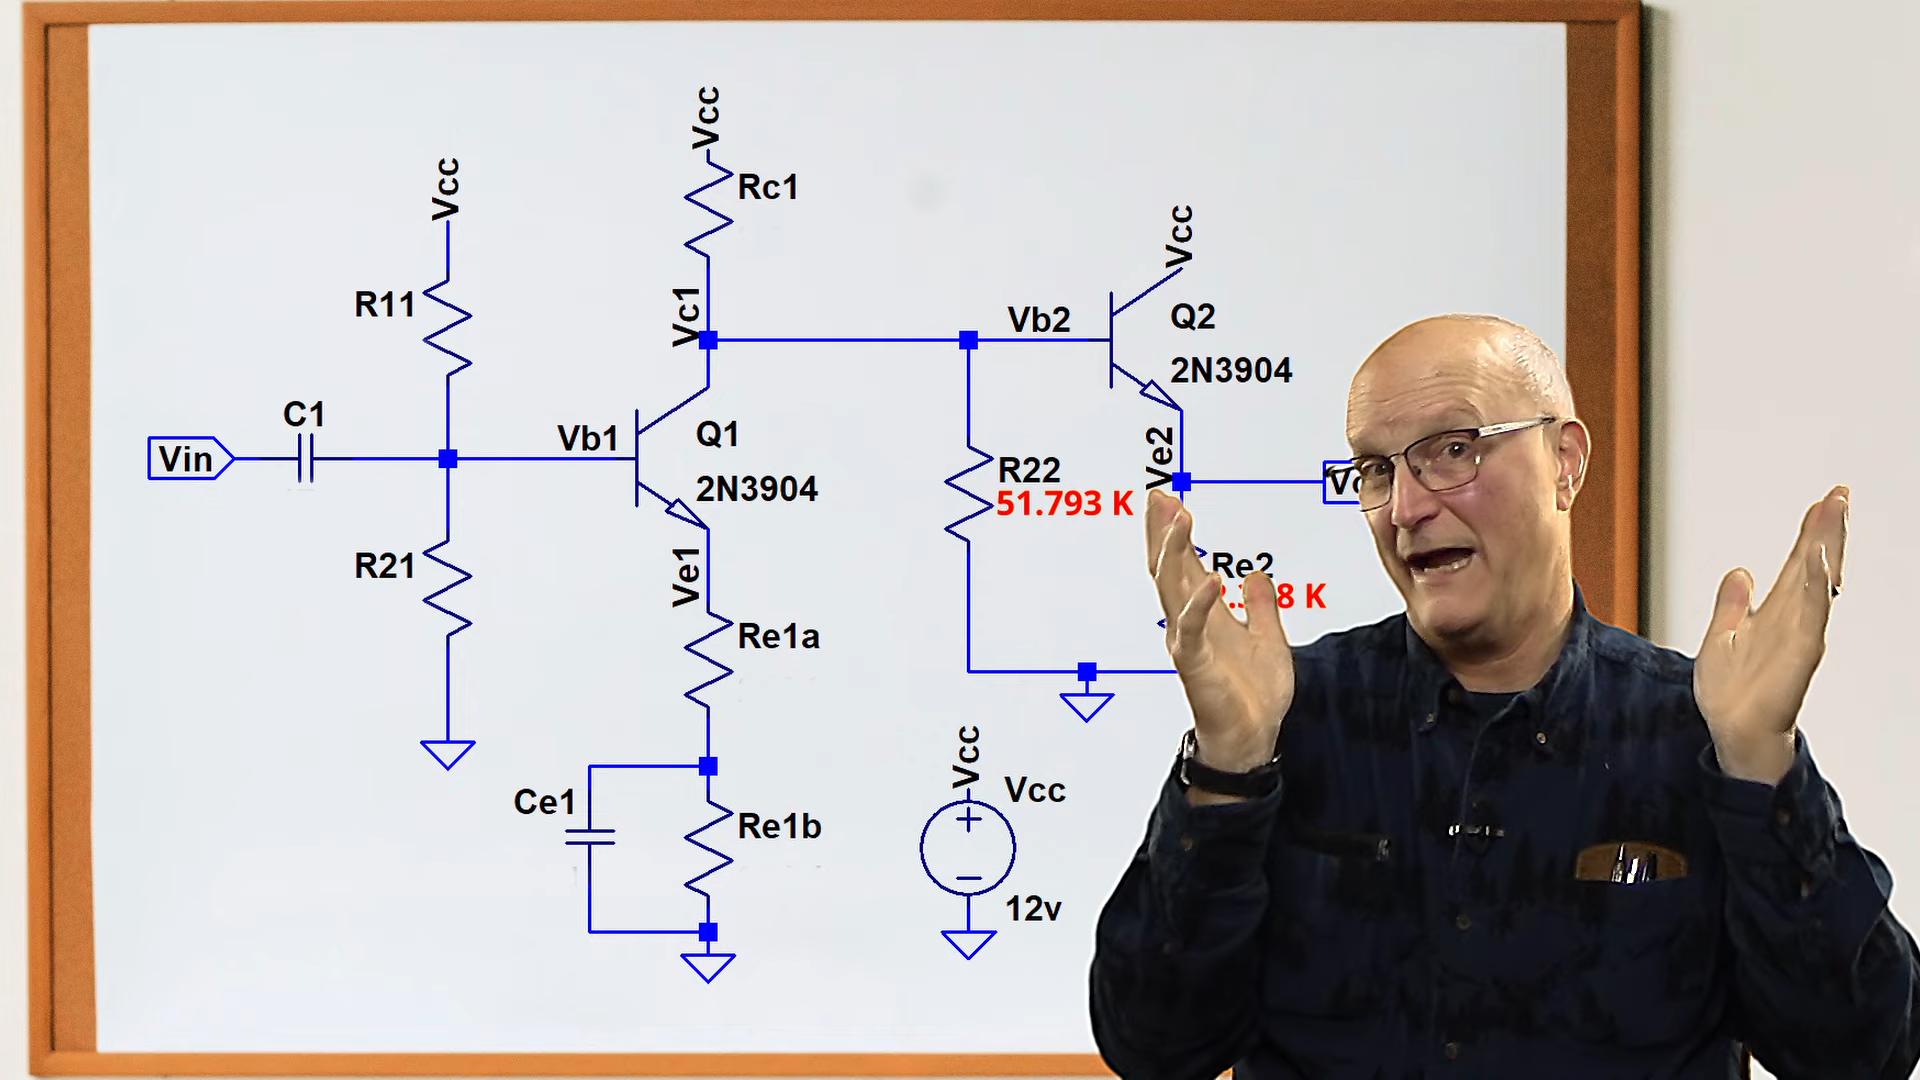 Vcc
Rc1
Vcc
R11
Vc1
Vcc
Vb2
Q2
2N3904
C1
Vin
Vb1
Q1
2N3904
Ve2
R22
51.793 K
R21
Ve1
Re2
8 K
Re1a
Vcc
Vcc
Ce1
Re1b
12v